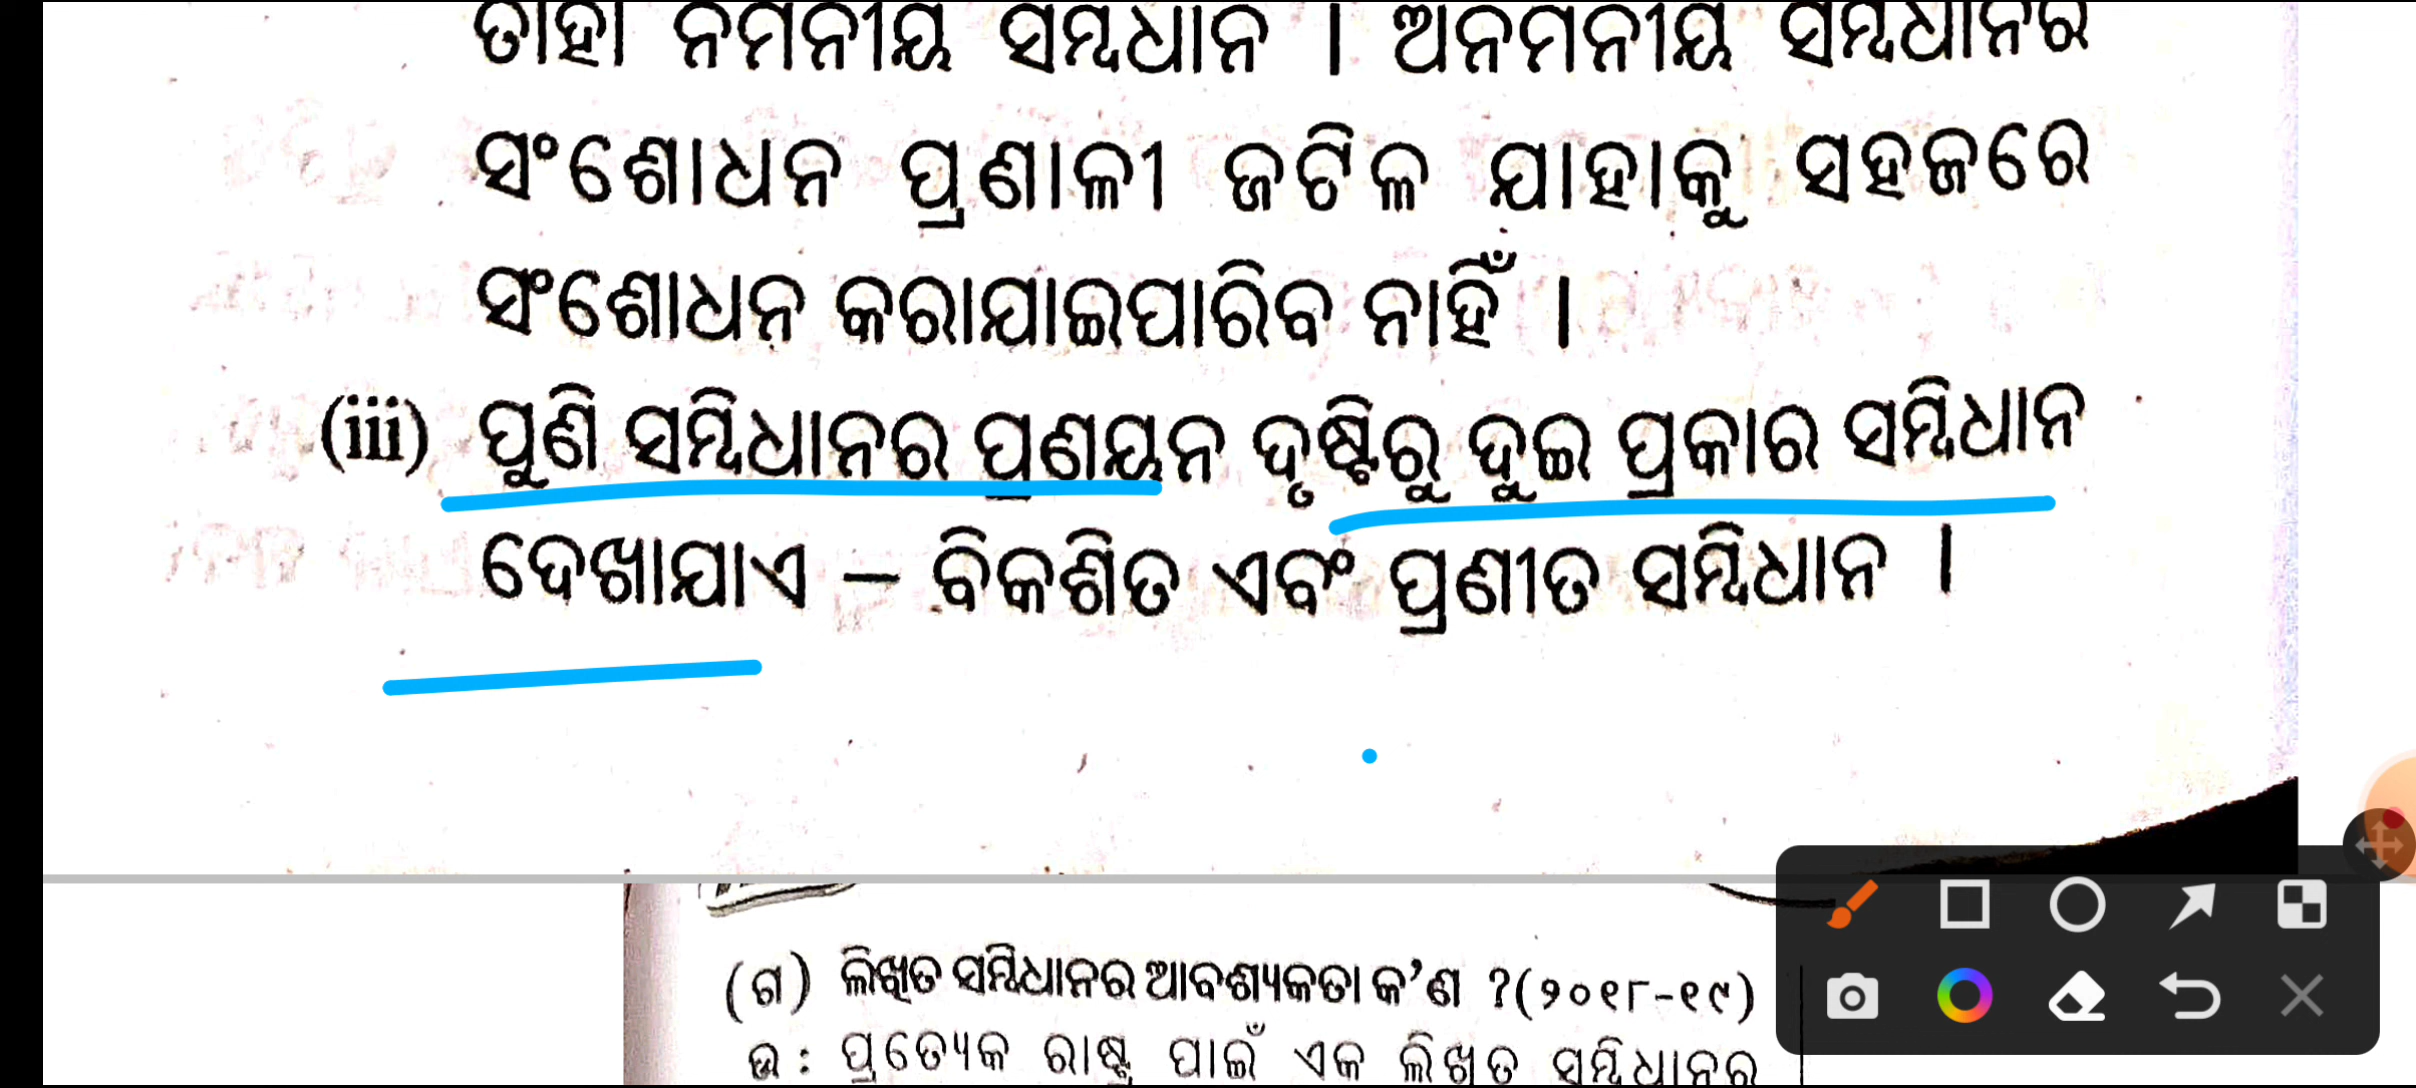 ତାହା ନମନୀୟ ସମ୍ବିଧାନ । ଅନମନୀୟ ସମ୍ବିଧାନର
ସଂଶୋଧନ ପ୍ରଣାଳୀ ଜଟିଳ ଯାହାକୁ ସହଜରେ
ସଂଶୋଧନ କରାଯାଇପାରିବ ନାହିଁ ।
(iii) ପୁଣି ସମ୍ବିଧାନର ପ୍ରଣୟନ ଦୃଷ୍ଟିରୁ ଦୁଇ ପ୍ରକାର ସମ୍ବିଧାନ
ଦେଖାଯାଏ – ବିକଶିତ ଏବଂ ପ୍ରଣୀତ ସମ୍ବିଧାନ ।
(ଗ) ଲିଖିତ ସମ୍ବିଧାନର ଆବଶ୍ୟକତା କ'ଣ ?(୨୦୧୮-୧୯)
ଉ : ପ୍ରତ୍ୟେକ ରାଷ୍ଟ୍ର ପାଇଁ ଏକ ଲିଖିତ ସମ୍ବିଧାନର